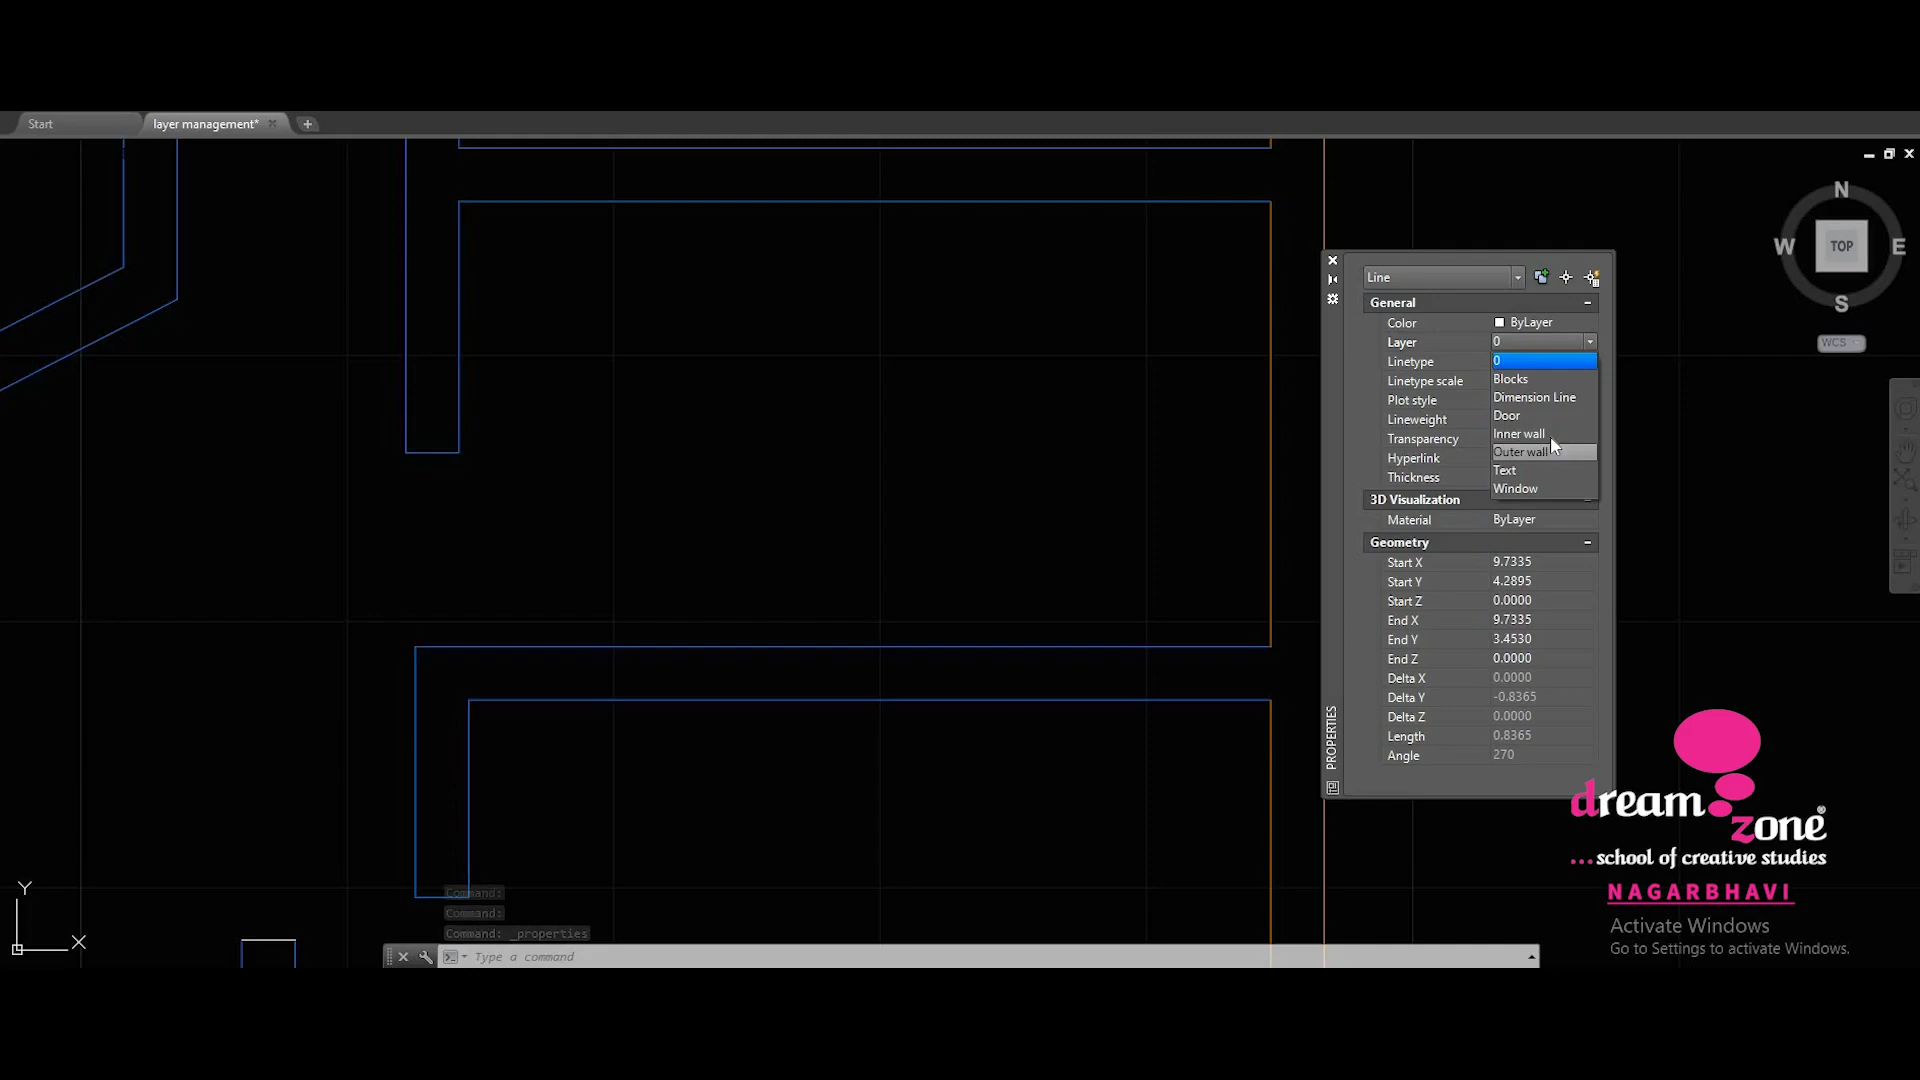 Start
layer management*
N
W
TOP
E
S
WCS
Line
General
Color ByLayer
Layer 0
Linetype 0
Blocks
Linetype scale Dimension Line
Plot style Door
Lineweight Inner wall
Transparency Outer wall
Hyperlink Text
Thickness Window
3D Visualization
Material ByLayer
Geometry
Start X 9.7335
Start Y 4.2895
Start Z 0.0000
End X 9.7335
End Y 3.4530
End Z 0.0000
Delta X 0.0000
Delta Y -0.8365
Delta Z 0.0000
Length 0.8365
Angle 270
PROPERTIES
dream zone®
...school of creative studies
NAGARBHAVI
Activate Windows
Go to Settings to activate Windows.
Y
X
Command:
Command:
Command: _properties
Type a command